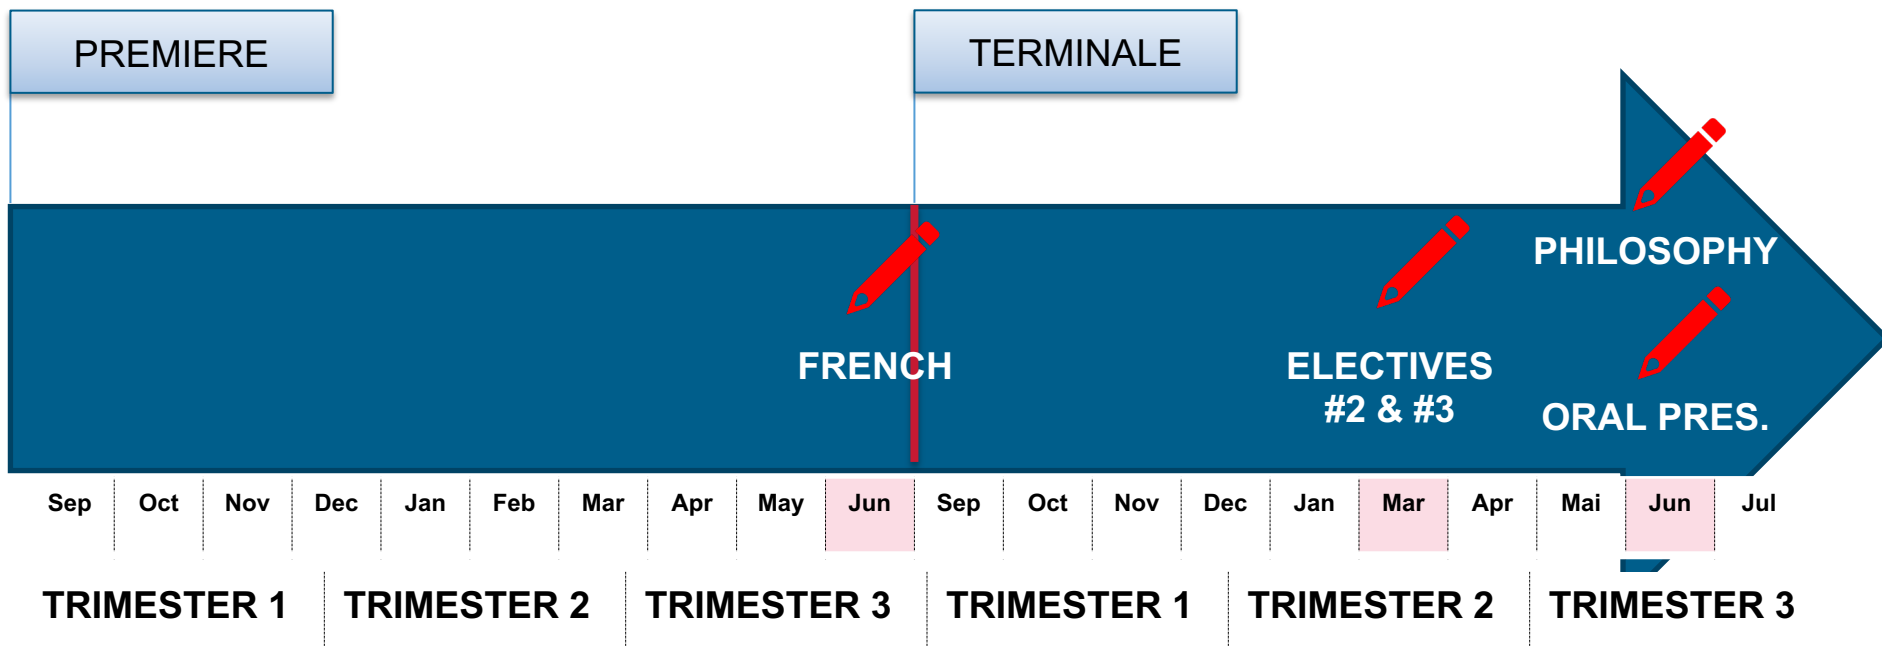 PREMIERE
TERMINALE
PHILOSOPHY
FRENCH
ELECTIVES
#2 & #3
ORAL PRES.
Sep Oct Nov Dec Jan Feb Mar Apr May Jun Sep Oct Nov Dec Jan Mar Apr Mai Jun Jul
TRIMESTER 1 TRIMESTER 2 TRIMESTER 3 TRIMESTER 1 TRIMESTER 2 TRIMESTER 3